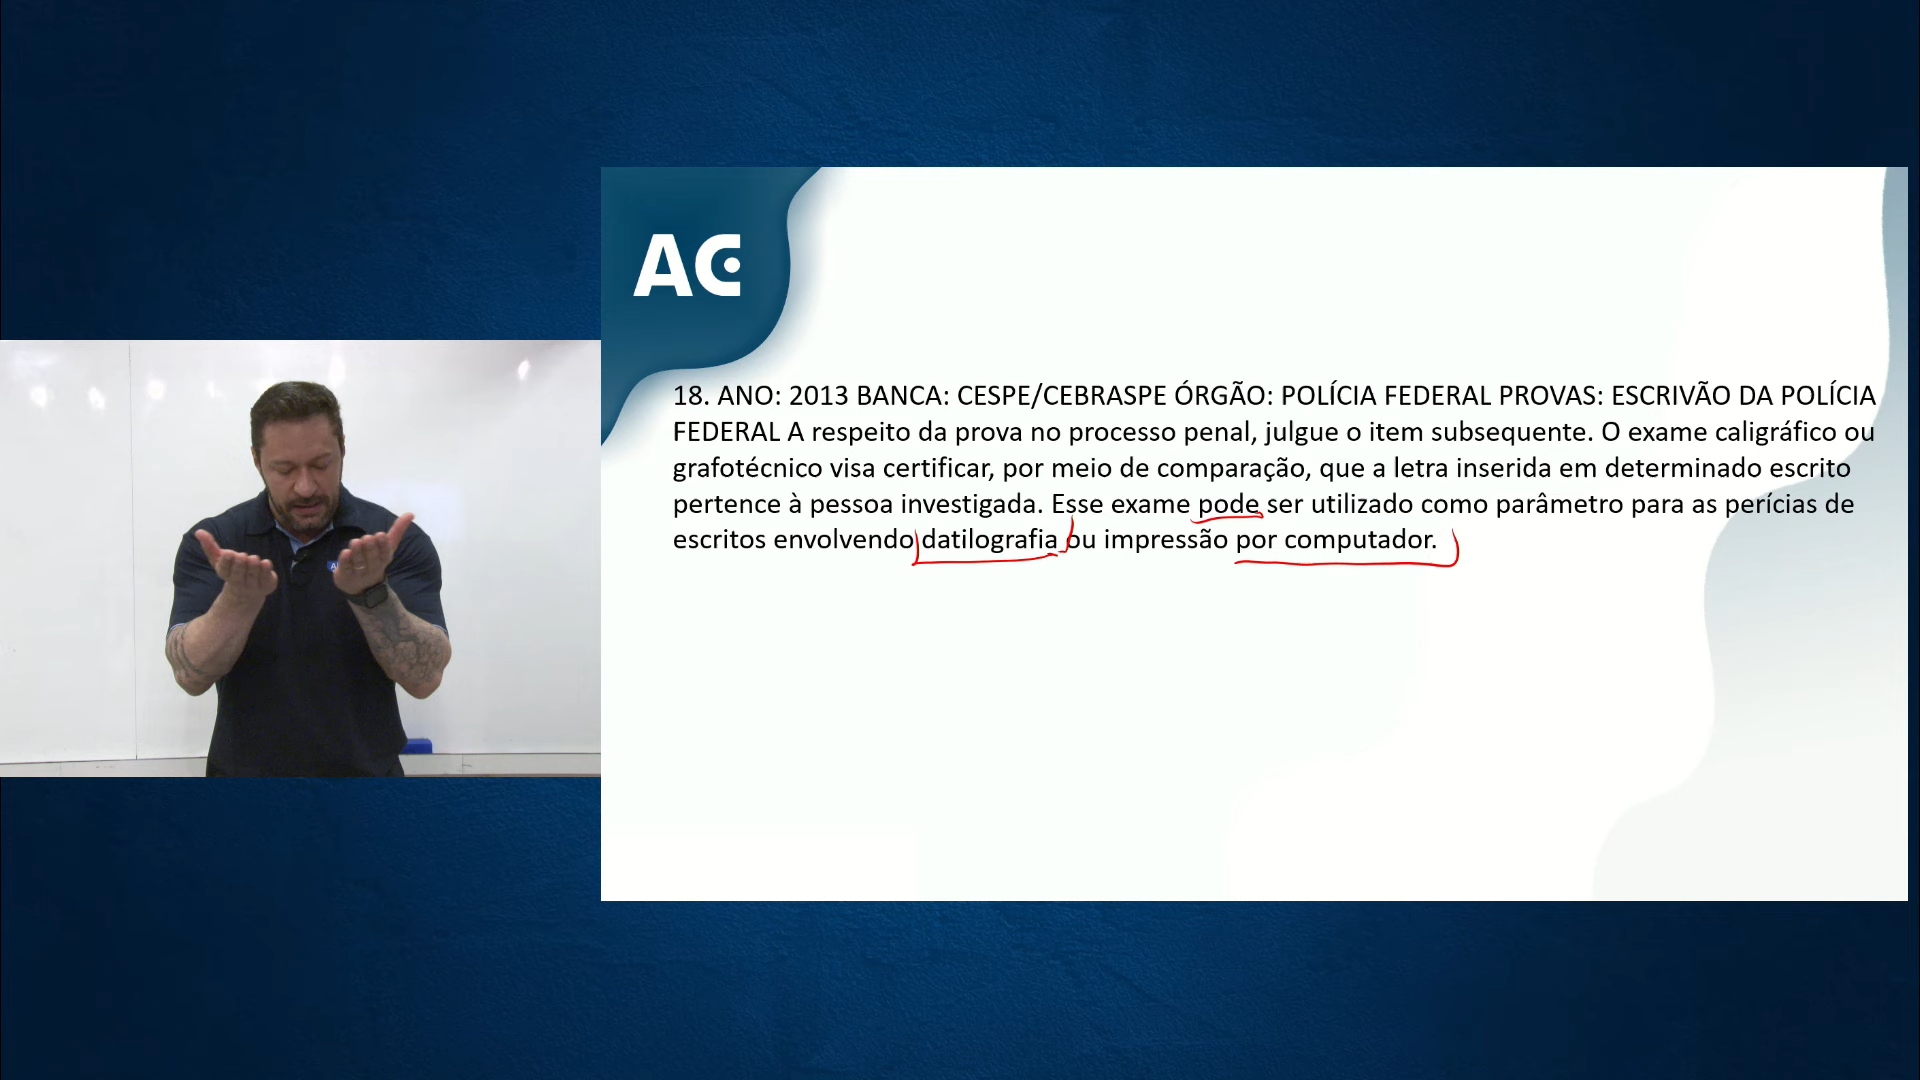 AC
18. ANO: 2013 BANCA: CESPE/CEBRASPE ÓRGÃO: POLÍCIA FEDERAL PROVAS: ESCRIVÃO DA POLÍCIA
FEDERAL A respeito da prova no processo penal, julgue o item subsequente. O exame caligráfico ou
grafotécnico visa certificar, por meio de comparação, que a letra inserida em determinado escrito
pertence à pessoa investigada. Esse exame pode ser utilizado como parâmetro para as perícias de
escritos envolvendo datilografia ou impressão por computador.